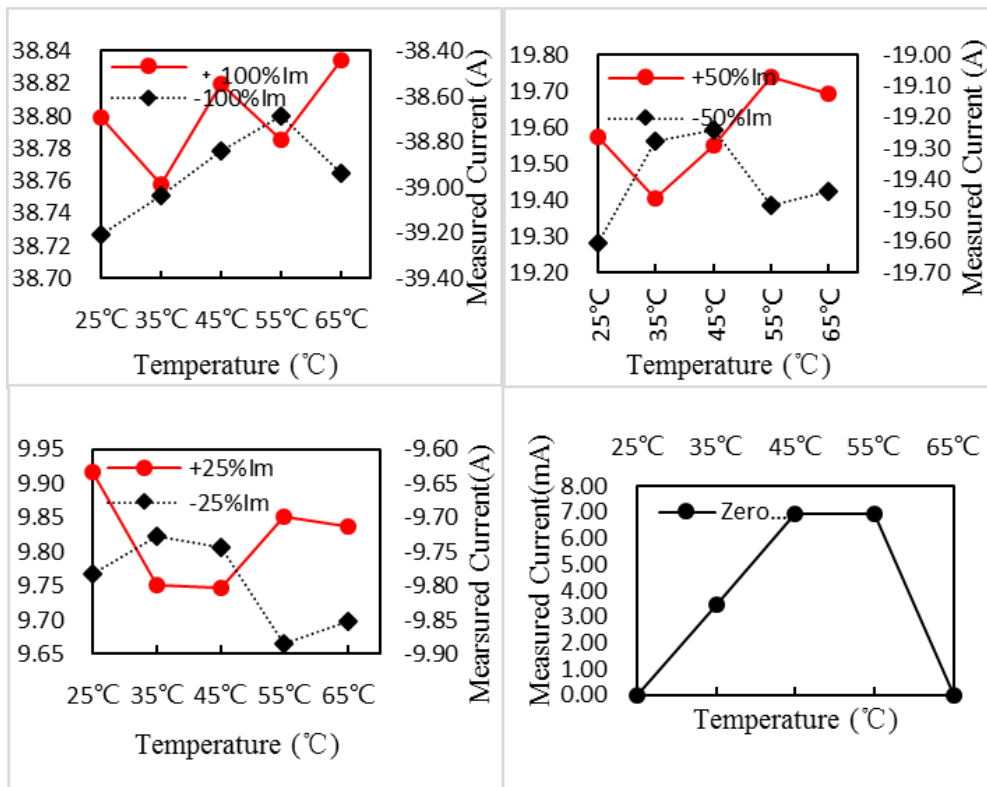 + 100%Im
-100%Im
38.84
38.82
38.80
38.78
38.76
38.74
38.72
38.70
-38.40
-38.60
-38.80
-39.00
-39.20
-39.40
Measured Current (A)
25℃ 35℃ 45℃ 55℃ 65℃
Temperature (℃)
+50%Im
-50%Im
19.80
19.70
19.60
19.50
19.40
19.30
19.20
-19.00
-19.10
-19.20
-19.30
-19.40
-19.50
-19.60
-19.70
Measured Current (A)
25℃ 35℃ 45℃ 55℃ 65℃
Temperature (℃)
+25%Im
-25%Im
9.95
9.90
9.85
9.80
9.75
9.70
9.65
-9.60
-9.65
-9.70
-9.75
-9.80
-9.85
-9.90
Mearsured Current(A)
25℃ 35℃ 45℃ 55℃ 65℃
Temperature (℃)
25℃ 35℃ 45℃ 55℃ 65℃
Measured Current(mA)
8.00
7.00
6.00
5.00
4.00
3.00
2.00
1.00
0.00
Zero...
Temperature (℃)